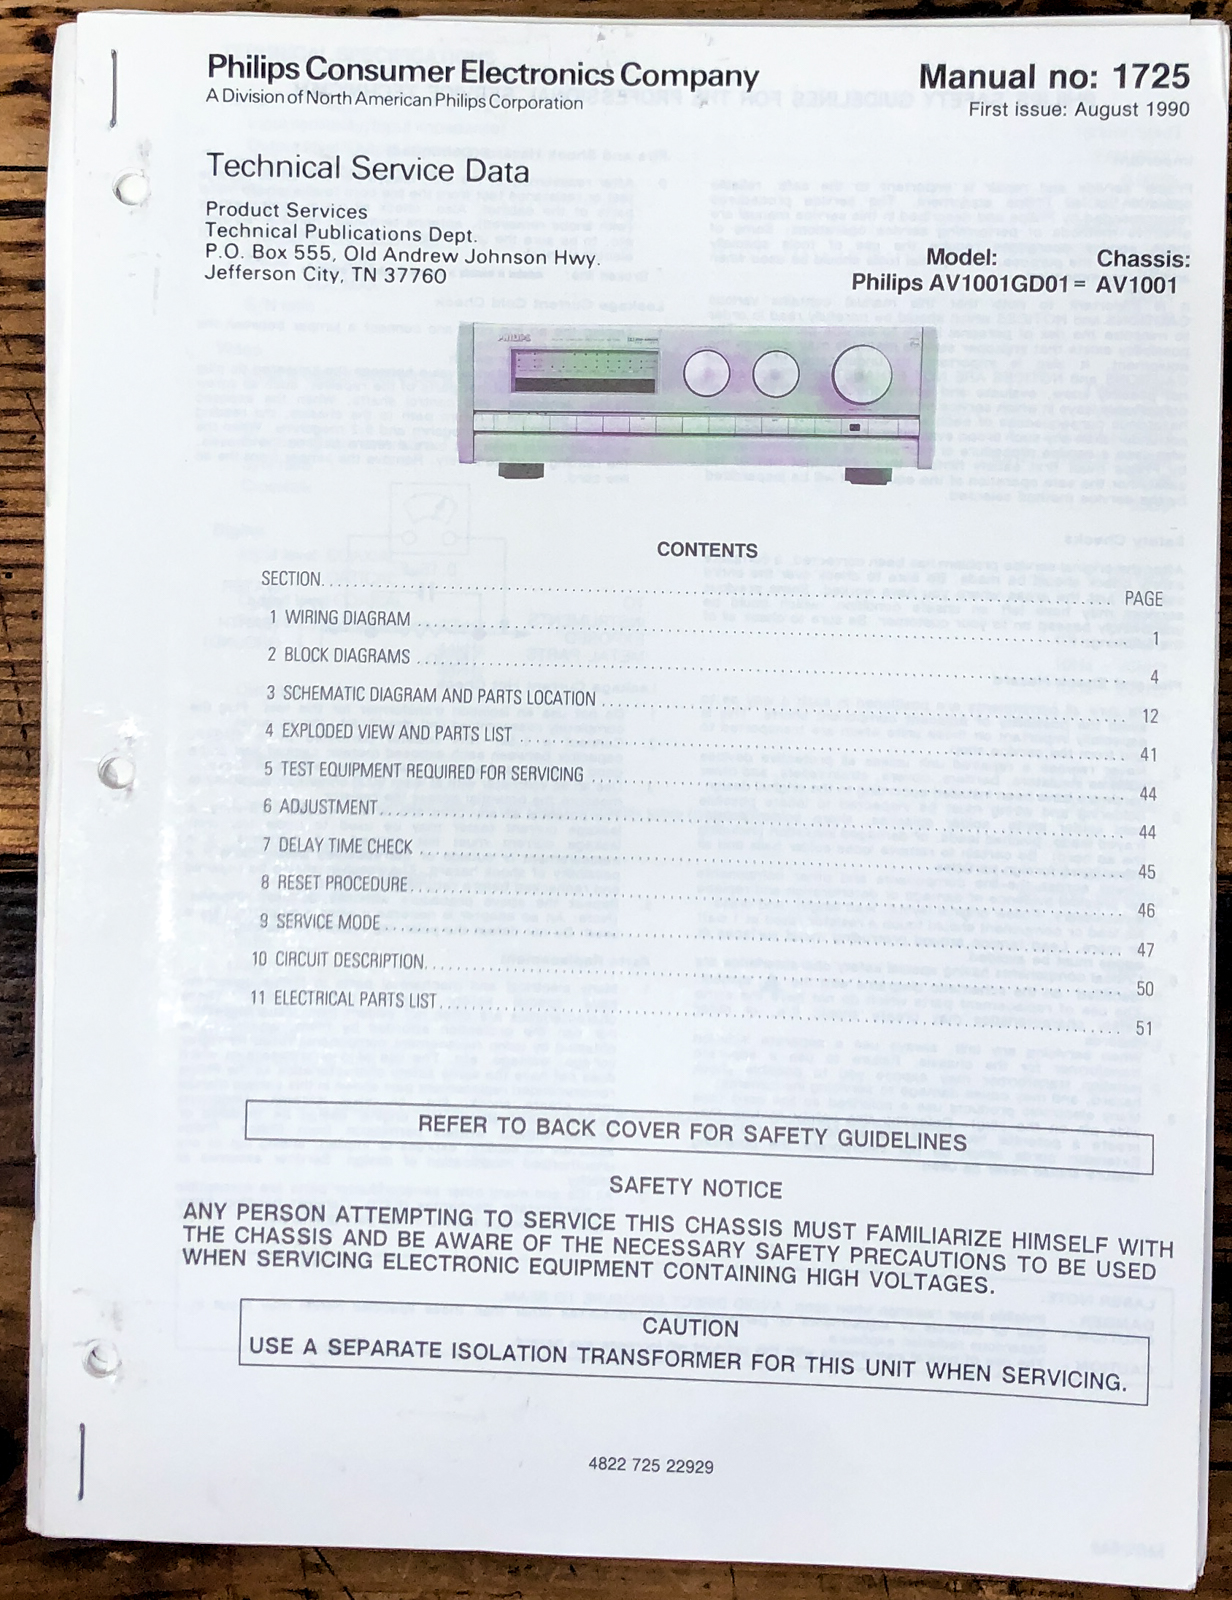 Philips Consumer Electronics Company
A Division of North American Philips Corporation
Manual no: 1725
First issue: August 1990
Technical Service Data
Product Services
Technical Publications Dept.
P.O. Box 555, Old Andrew Johnson Hwy.
Jefferson City, TN 37760
Model: Chassis:
Philips AV1001GD01 = AV1001
PHILIPS
CONTENTS
SECTION. PAGE
1 WIRING DIAGRAM 1
2 BLOCK DIAGRAMS 4
3 SCHEMATIC DIAGRAM AND PARTS LOCATION 12
4 EXPLODED VIEW AND PARTS LIST 41
5 TEST EQUIPMENT REQUIRED FOR SERVICING 44
6 ADJUSTMENT 44
7 DELAY TIME CHECK 45
8 RESET PROCEDURE 46
9 SERVICE MODE 47
10 CIRCUIT DESCRIPTION 50
11 ELECTRICAL PARTS LIST 51
REFER TO BACK COVER FOR SAFETY GUIDELINES
SAFETY NOTICE
ANY PERSON ATTEMPTING TO SERVICE THIS CHASSIS MUST FAMILIARIZE HIMSELF WITH
THE CHASSIS AND BE AWARE OF THE NECESSARY SAFETY PRECAUTIONS TO BE USED
WHEN SERVICING ELECTRONIC EQUIPMENT CONTAINING HIGH VOLTAGES.
CAUTION
USE A SEPARATE ISOLATION TRANSFORMER FOR THIS UNIT WHEN SERVICING.
4822 725 22929